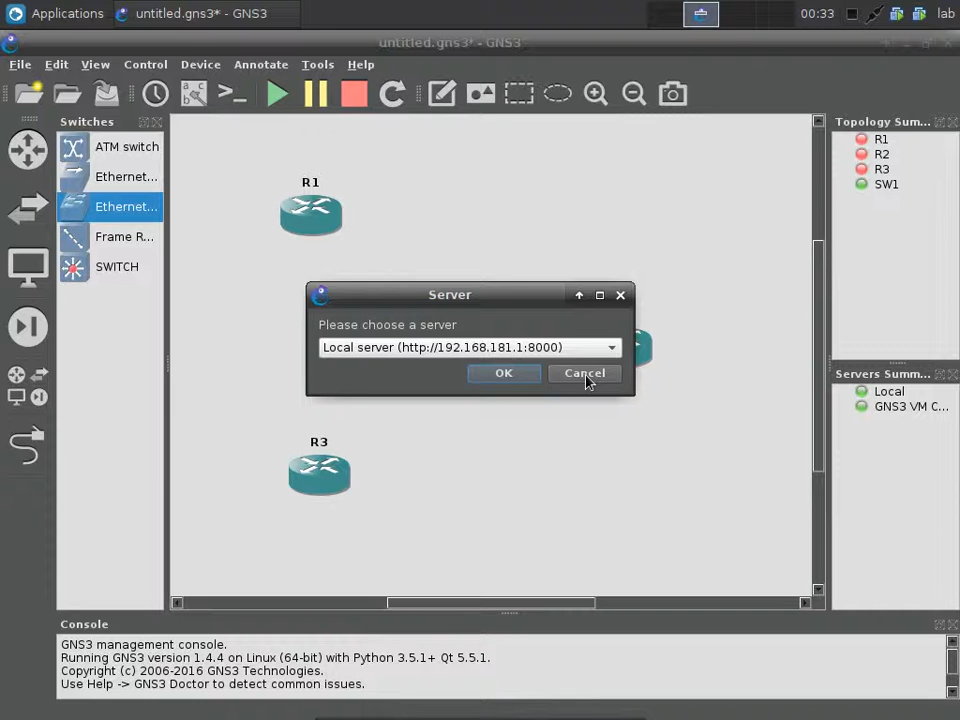 Applications
untitled.gns3* - GNS3
00:33
lab
untitled.gns3* - GNS3
File Edit View Control Device Annotate Tools Help
Switches
ATM switch
Ethernet...
Ethernet...
Frame R...
SWITCH
R1
Server
Please choose a server
Local server (http://192.168.181.1:8000)
OK
Cancel
R3
Topology Sum...
R1
R2
R3
SW1
Servers Summ...
Local
GNS3 VM C...
Console
GNS3 management console.
Running GNS3 version 1.4.4 on Linux (64-bit) with Python 3.5.1+ Qt 5.5.1.
Copyright (c) 2006-2016 GNS3 Technologies.
Use Help -> GNS3 Doctor to detect common issues.